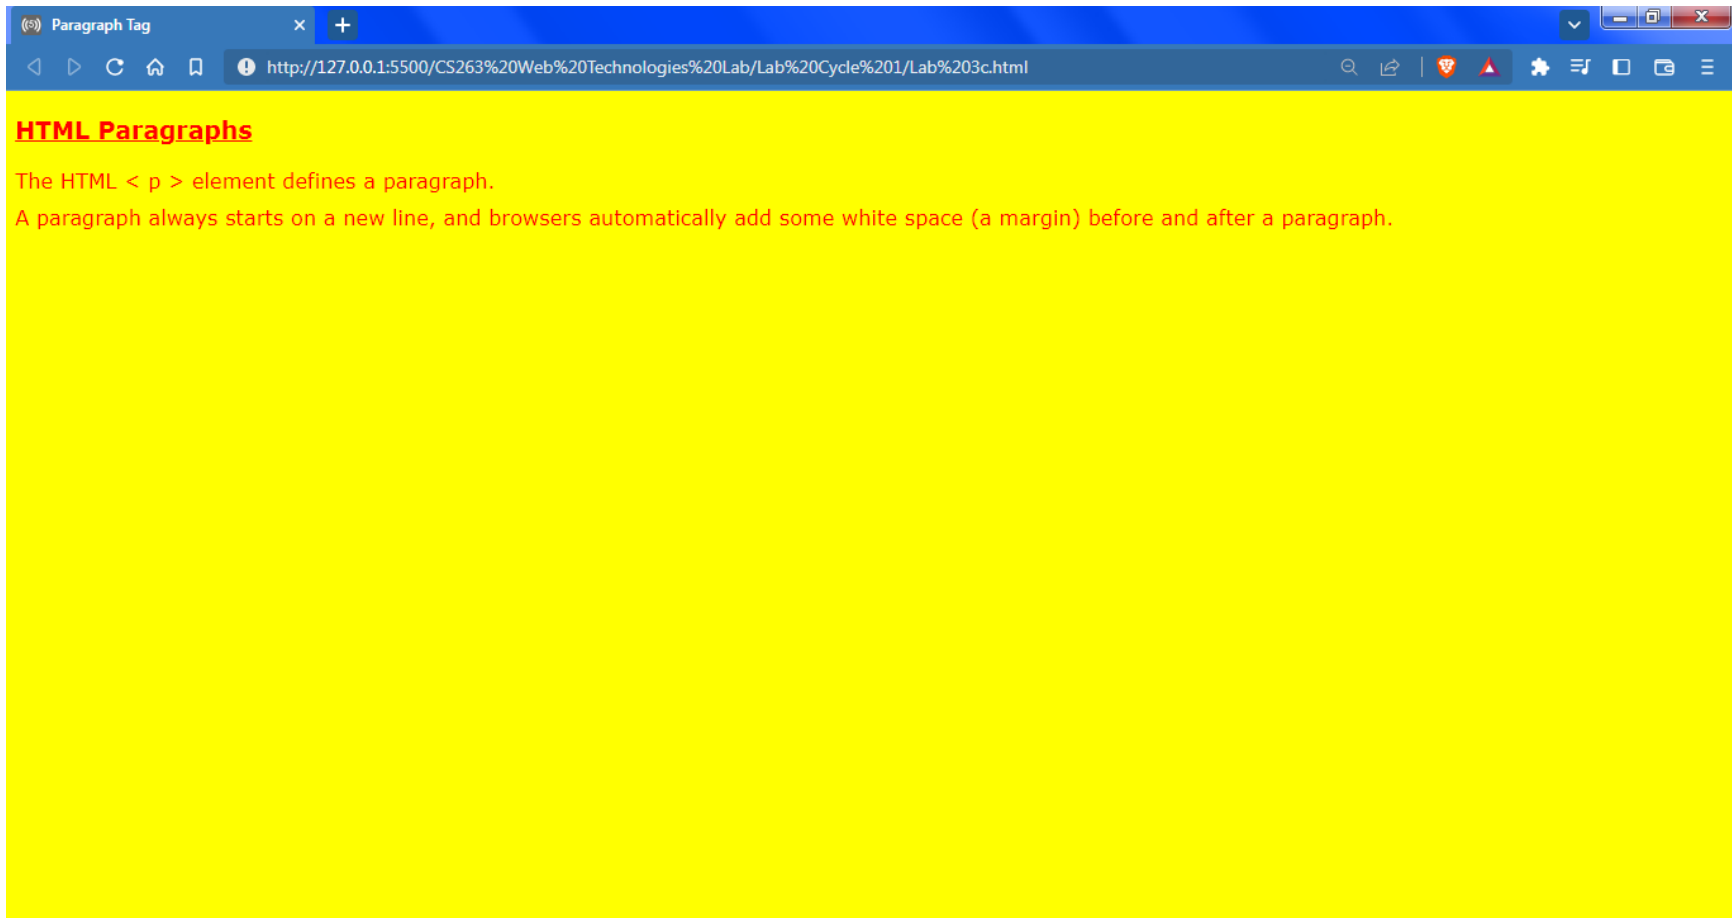 Paragraph Tag
http://127.0.0.1:5500/CS263%20Web%20Technologies%20Lab/Lab%20Cycle%201/Lab%203c.html
HTML Paragraphs
The HTML < p > element defines a paragraph.
A paragraph always starts on a new line, and browsers automatically add some white space (a margin) before and after a paragraph.